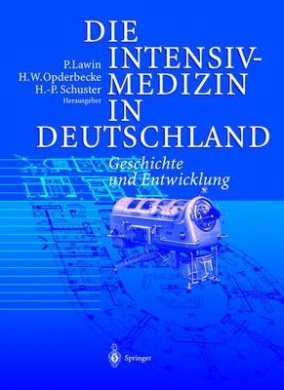 DIE
INTENSIV-
MEDIZIN
IN
DEUTSCHLAND
P. Lawin
H.W. Opderbecke
H.-P. Schuster
Herausgeber
Geschichte
und Entwicklung
Springer